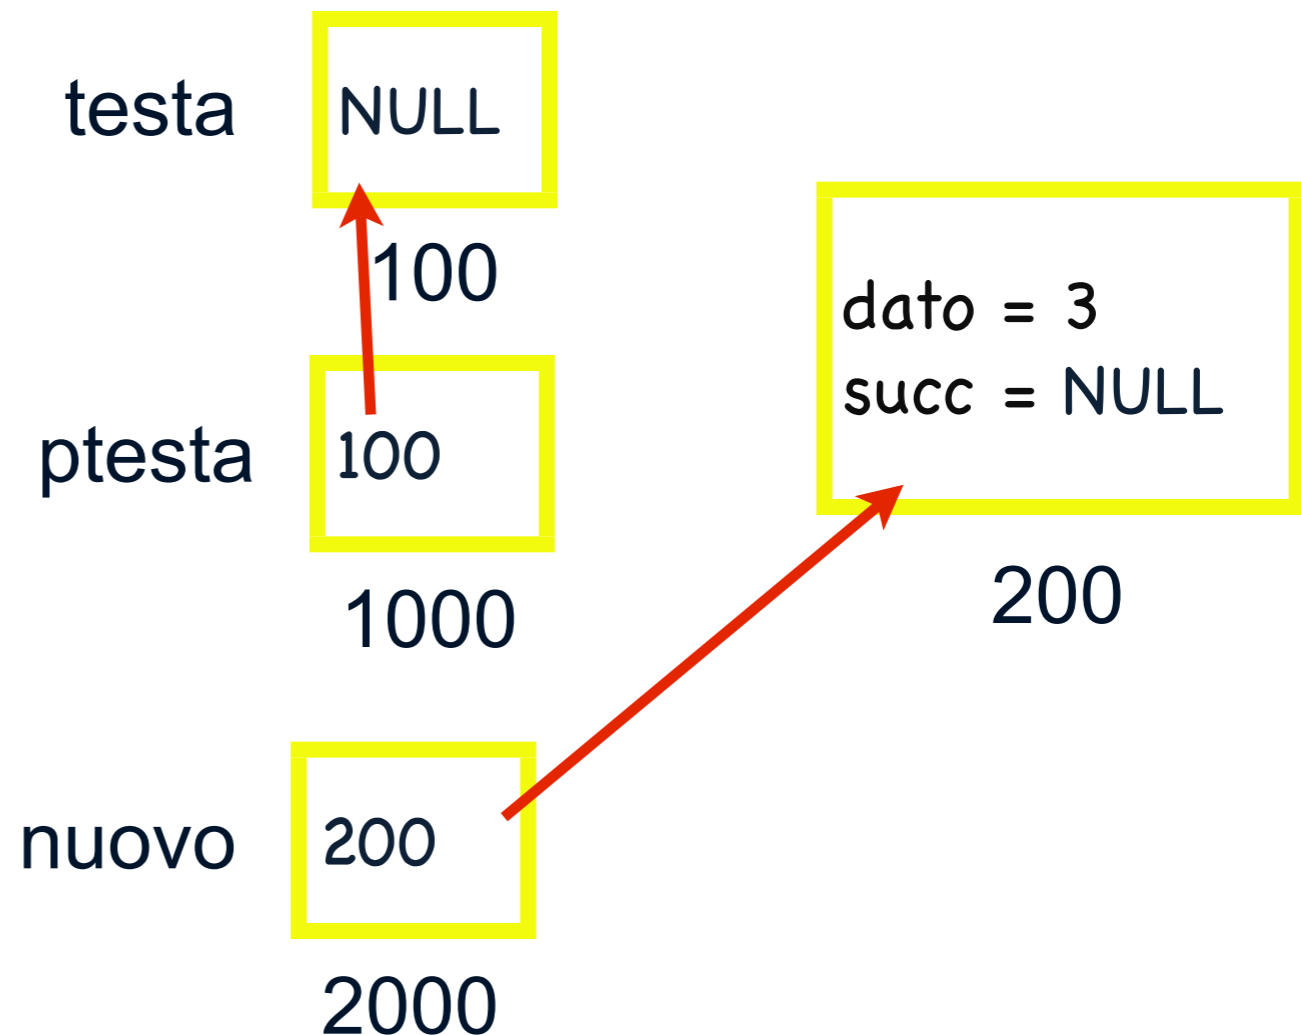 testa
NULL
100
ptesta
100
1000
nuovo
200
2000
dato = 3
succ = NULL
200